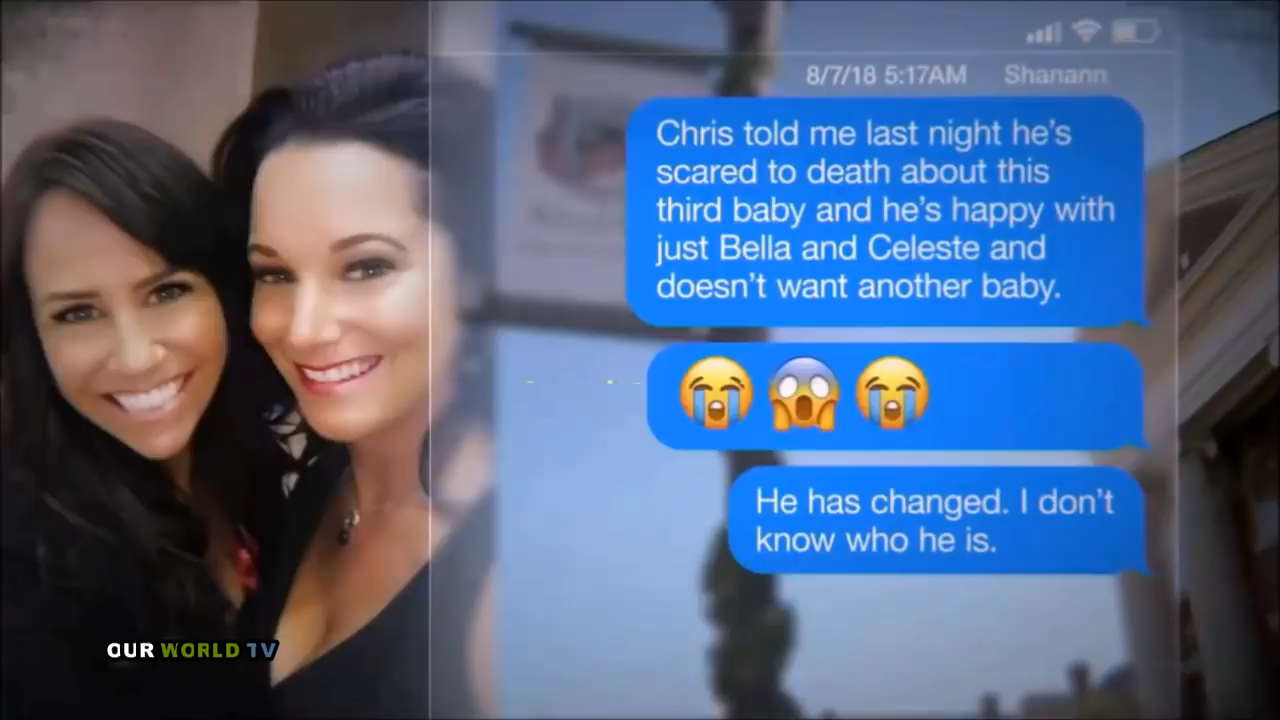 8/7/18 5:17AM Shanann
Chris told me last night he's
scared to death about this
third baby and he's happy with
just Bella and Celeste and
doesn't want another baby.
😭 😱 😭
He has changed. I don't
know who he is.
OUR WORLD TV